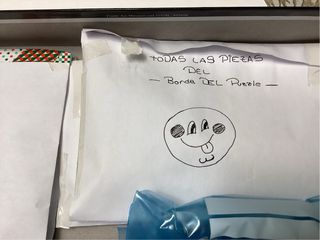 TODAS LAS PIEZAS
DEL
— Borde DEL Puzzle —